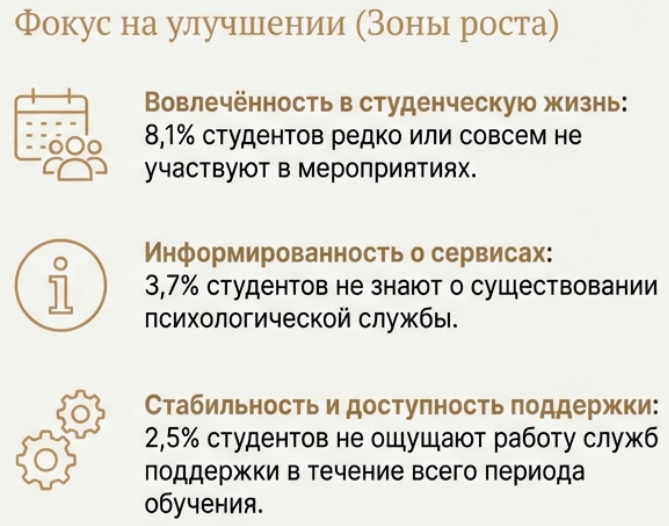 Фокус на улучшении (Зоны роста)
Вовлечённость в студенческую жизнь:
8,1% студентов редко или совсем не
участвуют в мероприятиях.
Информированность о сервисах:
3,7% студентов не знают о существовании
психологической службы.
Стабильность и доступность поддержки:
2,5% студентов не ощущают работу служб
поддержки в течение всего периода
обучения.